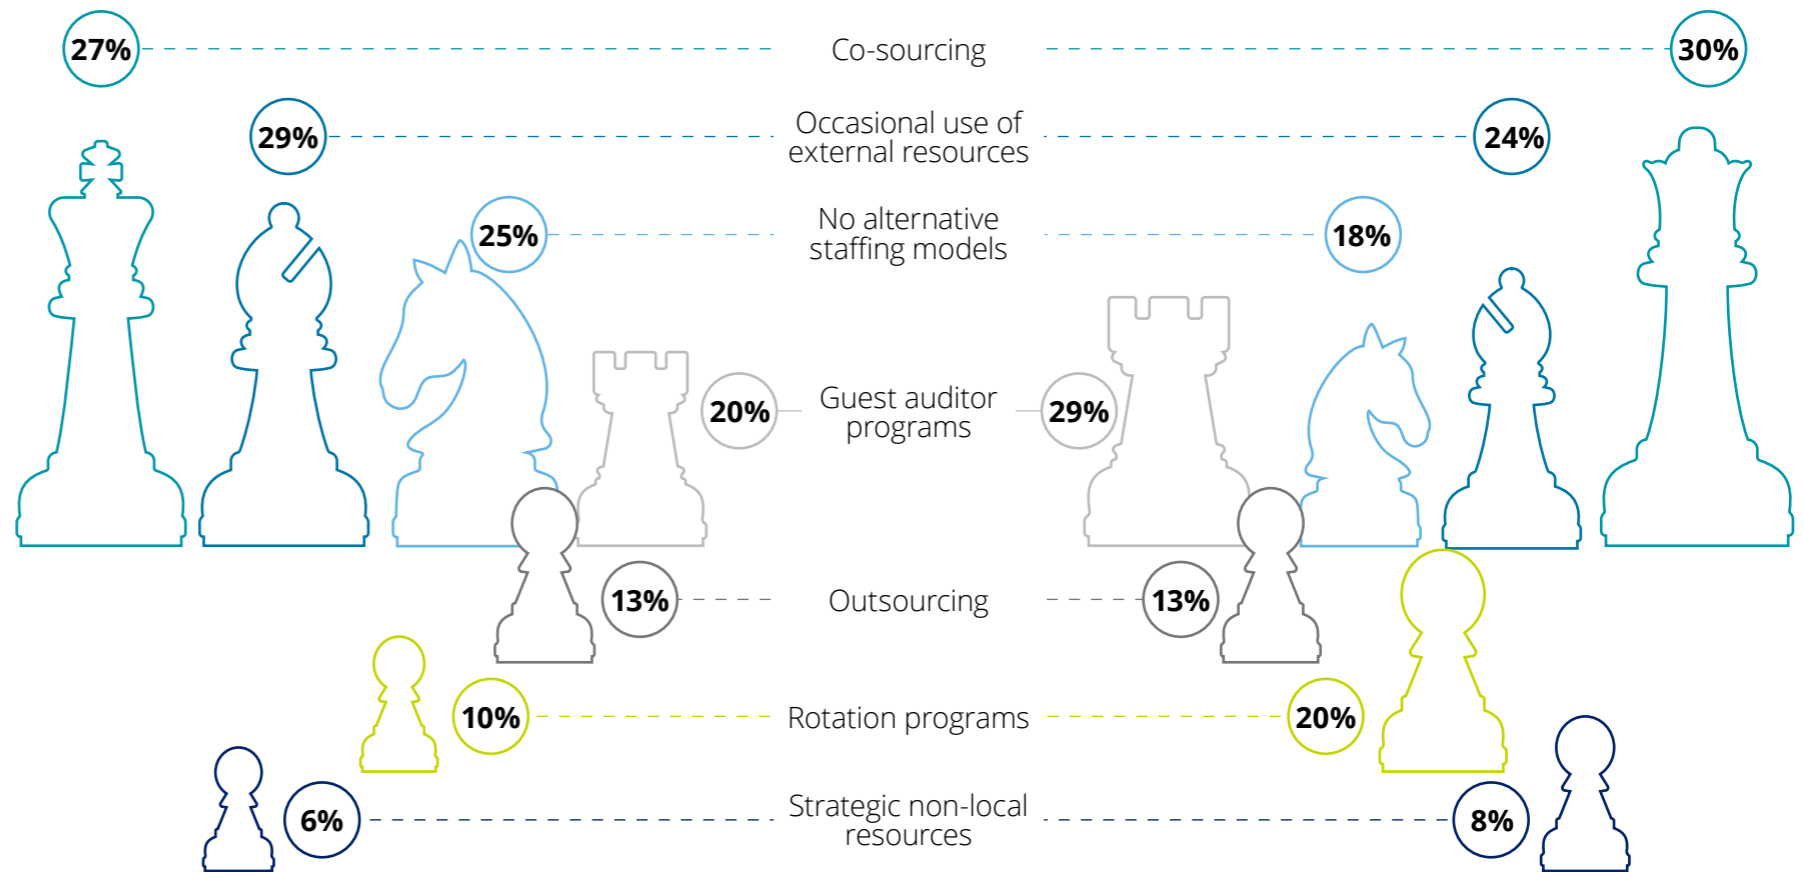 27%
Co-sourcing
30%
29%
Occasional use of
external resources
24%
25%
No alternative
staffing models
18%
20%
Guest auditor
programs
29%
13%
Outsourcing
13%
10%
Rotation programs
20%
6%
Strategic non-local
resources
8%